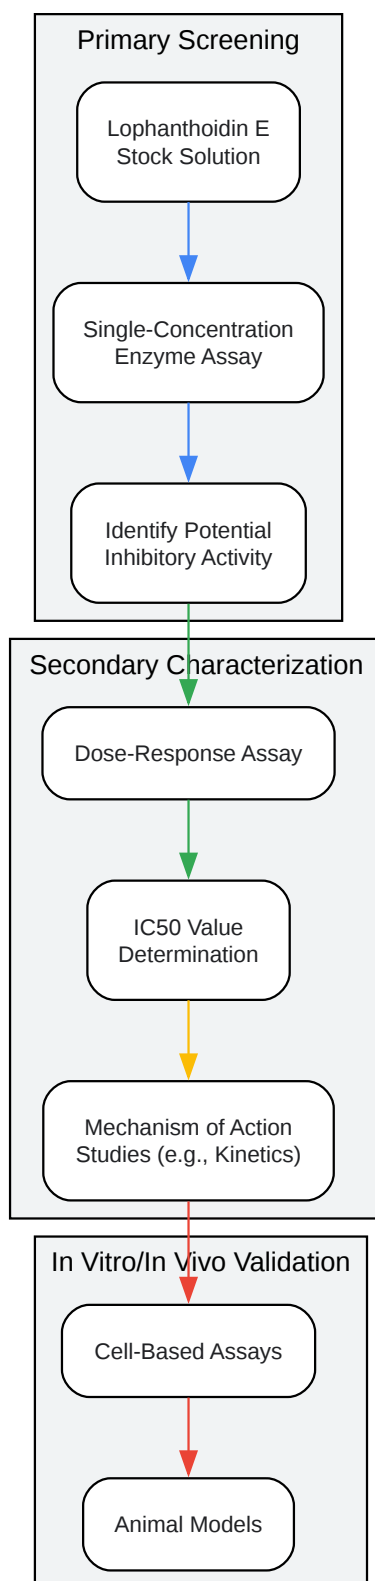 Primary Screening
Lophanthoidin E
Stock Solution
Single-Concentration
Enzyme Assay
Identify Potential
Inhibitory Activity
Secondary Characterization
Dose-Response Assay
IC50 Value
Determination
Mechanism of Action
Studies (e.g., Kinetics)
In Vitro/In Vivo Validation
Cell-Based Assays
Animal Models